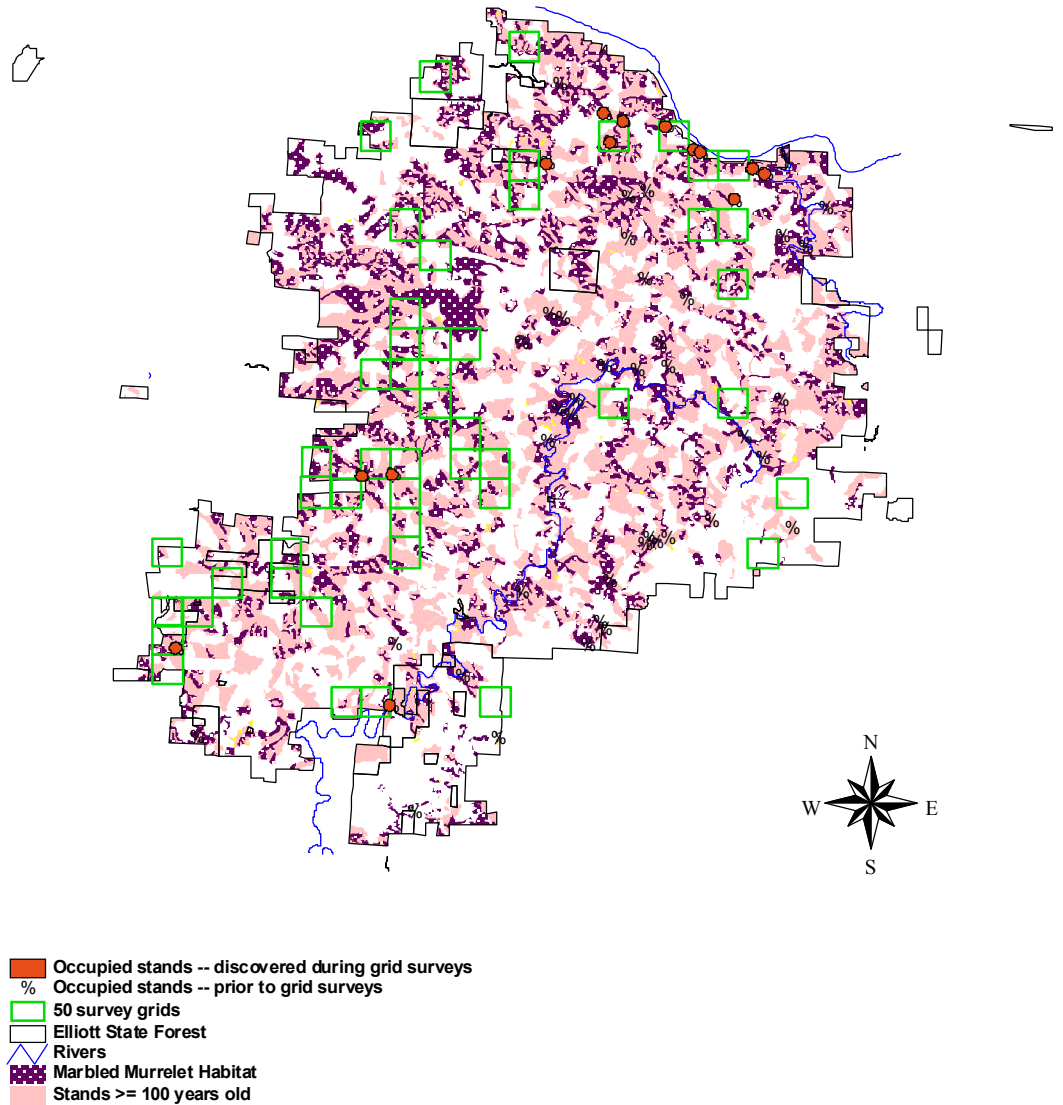 N
W E
S
Occupied stands -- discovered during grid surveys
% Occupied stands -- prior to grid surveys
50 survey grids
Elliott State Forest
Rivers
Marbled Murrelet Habitat
Stands >= 100 years old